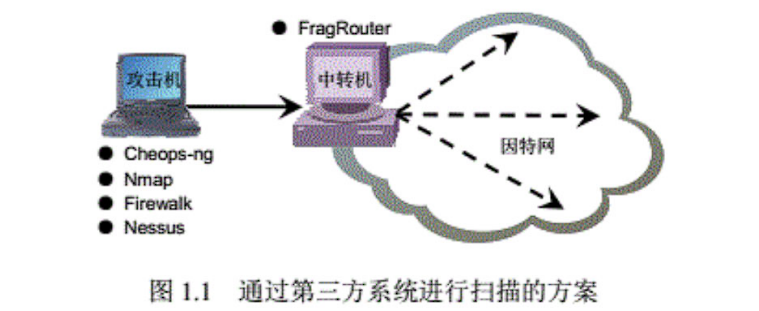 ● FragRouter
攻击机
中转机
● Cheops-ng
● Nmap
● Firewalk
● Nessus
因特网
图 1.1 通过第三方系统进行扫描的方案